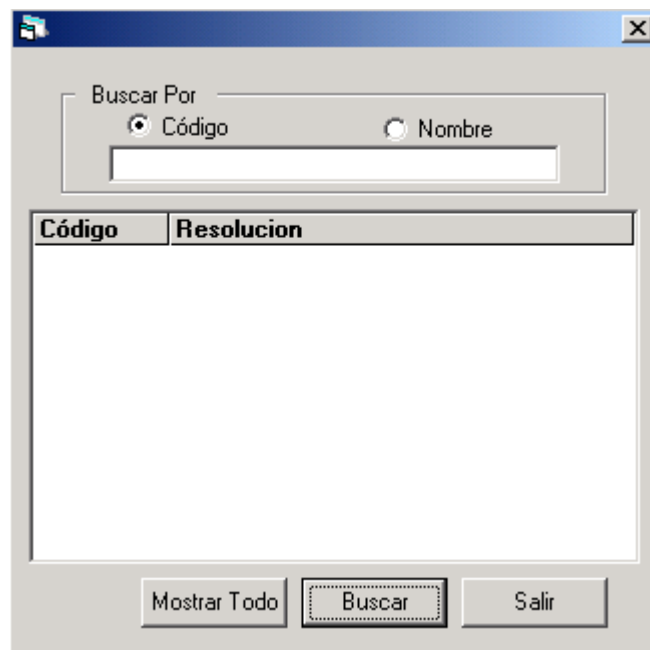 Buscar Por
Código Nombre
Código Resolucion
Mostrar Todo Buscar Salir